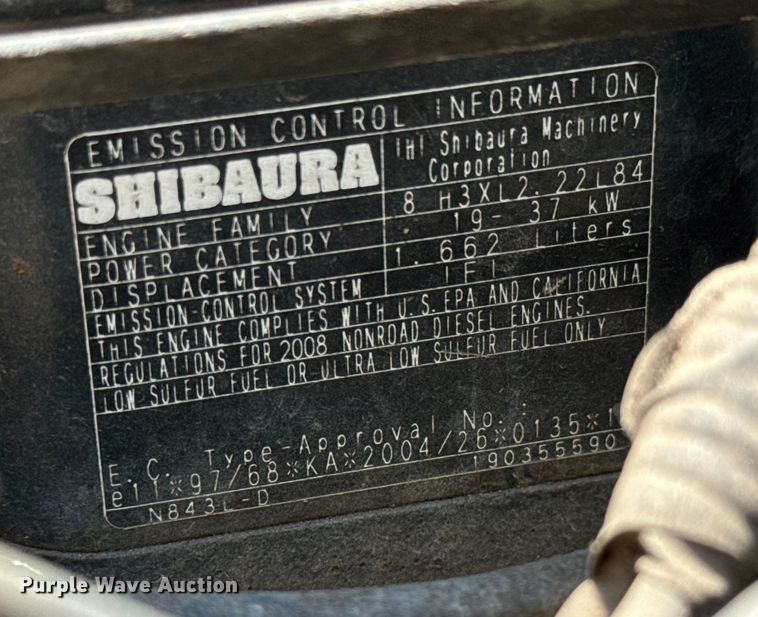 EMISSION CONTROL INFORMATION
SHIBAURA
IHI Shibaura Machinery
Corporation
ENGINE FAMILY 8 H3XL2.22L84
POWER CATEGORY 19- 37 kW
DISPLACEMENT 1.662 Liters
EMISSION-CONTROL SYSTEM IFI
THIS ENGINE COMPLIES WITH U.S.EPA AND CALIFORNIA
REGULATIONS FOR 2008 NONROAD DIESEL ENGINES.
LOW SULFUR FUEL OR ULTRA LOW SULFUR FUEL ONLY
E.C. Type-Approval No.:
e11*97/68*KA*2004/26*0135*1
N843L-D 190355590
Purple Wave Auction